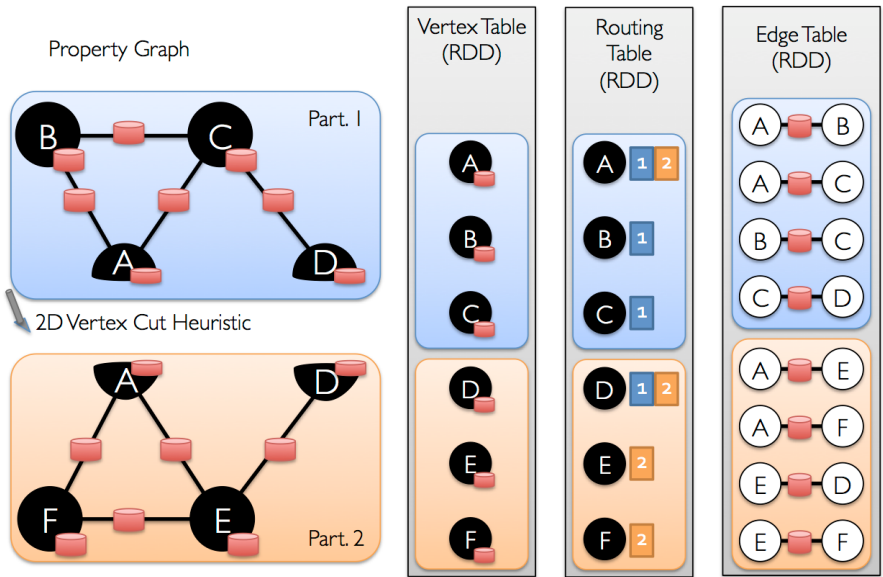 Property Graph
Part. 1
B
C
A
D
2D Vertex Cut Heuristic
A
D
F
E
Part. 2
Vertex Table
(RDD)
A
B
C
D
E
F
Routing
Table
(RDD)
A 1 2
B 1
C 1
D 1 2
E 2
F 2
Edge Table
(RDD)
A B
A C
B C
C D
A E
A F
E D
E F